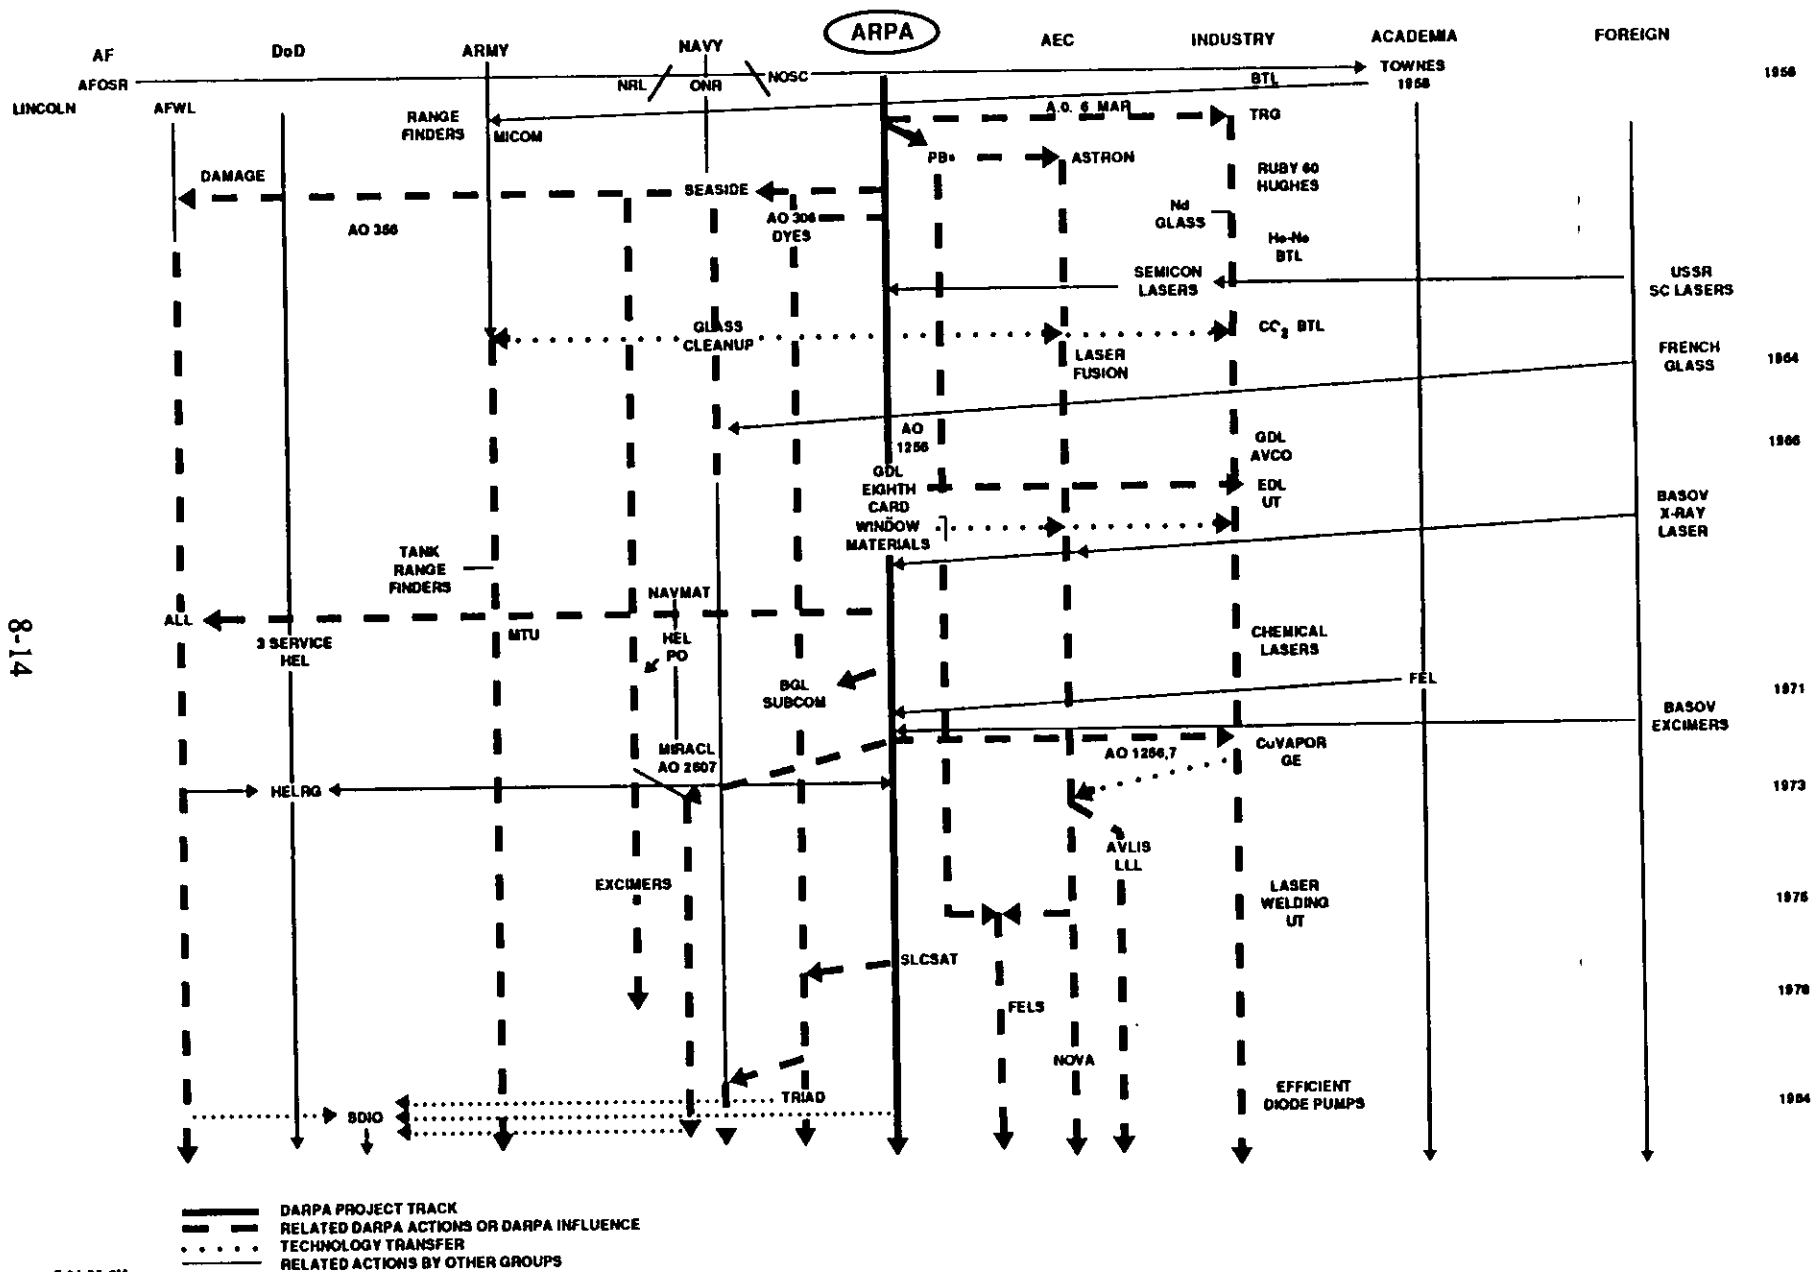 AF
DoD
ARMY
NAVY
ARPA
AEC
INDUSTRY
ACADEMIA
FOREIGN
AFOSR
NRL
ONR
NOSC
BTL
TOWNES
1958
1958
LINCOLN
AFWL
RANGE
FINDERS
MICOM
A.O. 6 MAR
TRG
PB
ASTRON
DAMAGE
SEASIDE
RUBY 60
HUGHES
AO 356
AO 306
DYES
Nd
GLASS
He-Ne
BTL
SEMICON
LASERS
USSR
SC LASERS
GLASS
CLEANUP
CO2 BTL
LASER
FUSION
FRENCH
GLASS
1964
AO
1256
GDL
AVCO
1966
GDL
EIGHTH
CARD
WINDOW
MATERIALS
EDL
UT
BASOV
X-RAY
LASER
TANK
RANGE
FINDERS
NAVMAT
ALL
3 SERVICE
HEL
MTU
HEL
PO
CHEMICAL
LASERS
BGL
SUBCOM
FEL
1971
BASOV
EXCIMERS
MIRACL
AO 2607
AO 1256,7
CuVAPOR
GE
HELRG
1973
AVLIS
LLL
EXCIMERS
LASER
WELDING
UT
1975
SLCSAT
1978
FELS
NOVA
TRIAD
SDIO
EFFICIENT
DIODE PUMPS
1984
8-14
DARPA PROJECT TRACK
RELATED DARPA ACTIONS OR DARPA INFLUENCE
TECHNOLOGY TRANSFER
RELATED ACTIONS BY OTHER GROUPS